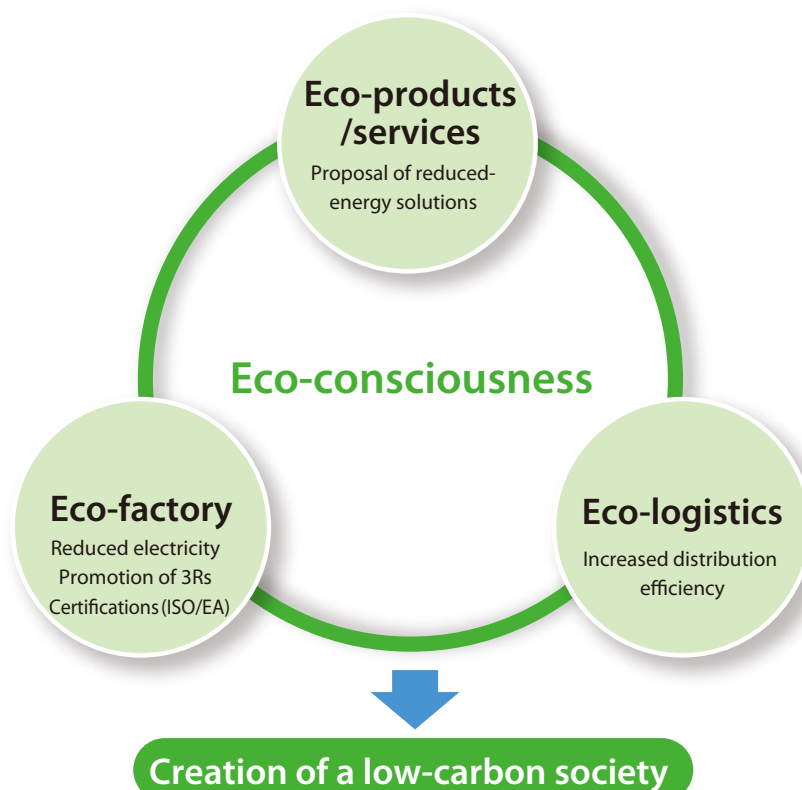 Eco-products
/services
Proposal of reduced-
energy solutions
Eco-consciousness
Eco-factory
Reduced electricity
Promotion of 3Rs
Certifications (ISO/EA)
Eco-logistics
Increased distribution
efficiency
Creation of a low-carbon society